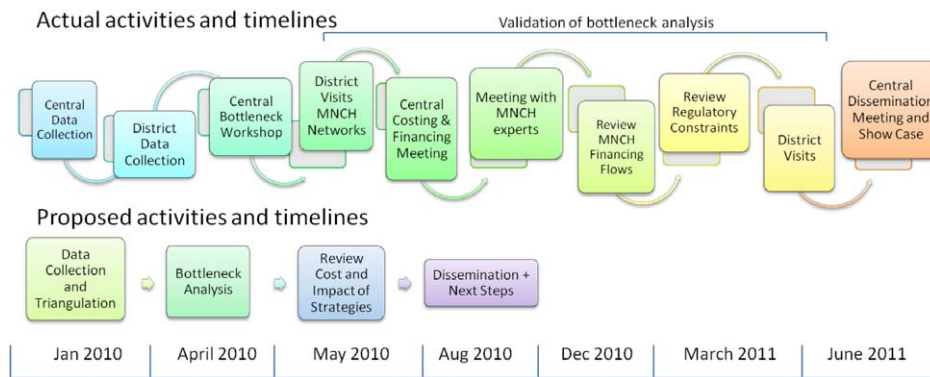 Actual activities and timelines
Validation of bottleneck analysis
Central
Data
Collection
District Data
Collection
Central
Bottleneck
Workshop
District
Visits
MNCH
Networks
Central
Costing &
Financing
Meeting
Meeting with
MNCH
experts
Review
MNCH
Financing
Flows
Review
Regulatory
Constraints
District
Visits
Central
Dissemination
Meeting and
Show Case
Proposed activities and timelines
Data
Collection
and
Triangulation
Bottleneck
Analysis
Review
Cost and
Impact of
Strategies
Dissemination +
Next Steps
Jan 2010
April 2010
May 2010
Aug 2010
Dec 2010
March 2011
June 2011